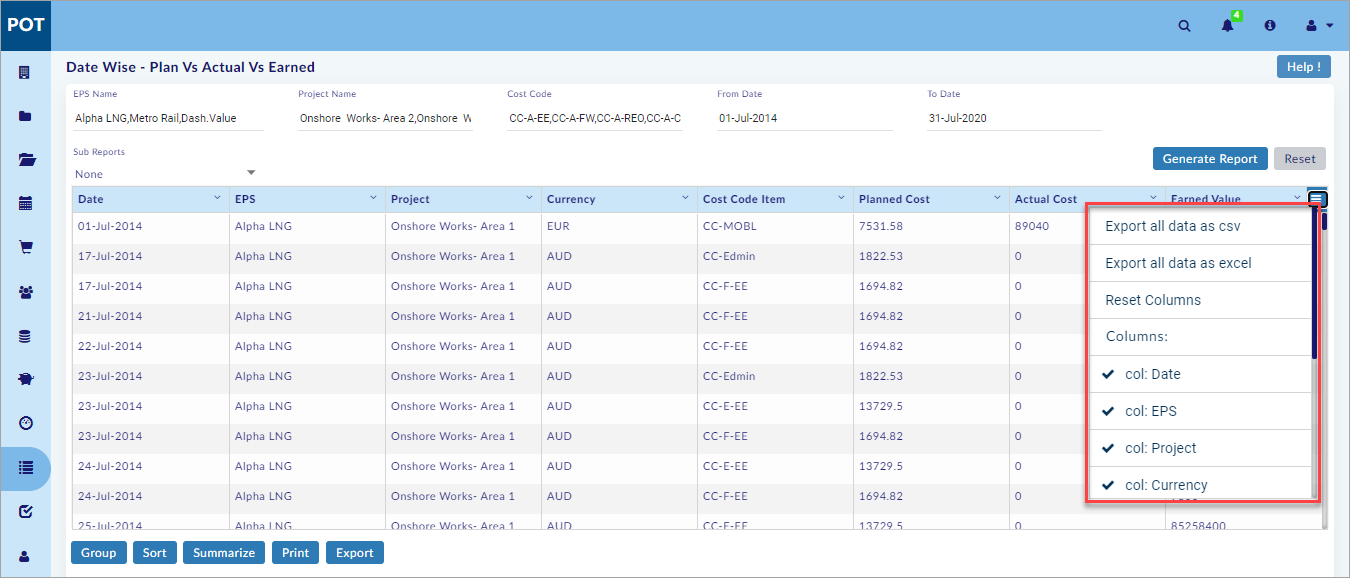 POT
4
Date Wise - Plan Vs Actual Vs Earned
Help !
EPS Name Project Name Cost Code From Date To Date
Alpha LNG,Metro Rail,Dash.Value Onshore Works- Area 2,Onshore W CC-A-EE,CC-A-FW,CC-A-REO,CC-A-C 01-Jul-2014 31-Jul-2020
Sub Reports
None
Generate Report Reset
Date EPS Project Currency Cost Code Item Planned Cost Actual Cost Earned Value
01-Jul-2014 Alpha LNG Onshore Works- Area 1 EUR CC-MOBL 7531.58 89040
17-Jul-2014 Alpha LNG Onshore Works- Area 1 AUD CC-Edmin 1822.53 0
17-Jul-2014 Alpha LNG Onshore Works- Area 1 AUD CC-F-EE 1694.82 0
21-Jul-2014 Alpha LNG Onshore Works- Area 1 AUD CC-F-EE 1694.82 0
22-Jul-2014 Alpha LNG Onshore Works- Area 1 AUD CC-F-EE 1694.82 0
23-Jul-2014 Alpha LNG Onshore Works- Area 1 AUD CC-Edmin 1822.53 0
23-Jul-2014 Alpha LNG Onshore Works- Area 1 AUD CC-E-EE 13729.5 0
23-Jul-2014 Alpha LNG Onshore Works- Area 1 AUD CC-F-EE 1694.82 0
24-Jul-2014 Alpha LNG Onshore Works- Area 1 AUD CC-E-EE 13729.5 0
24-Jul-2014 Alpha LNG Onshore Works- Area 1 AUD CC-F-EE 1694.82 0
25-Jul-2014 Alpha LNG Onshore Works- Area 1 AUD CC-E-EE 13729.5 0 85258400
Export all data as csv
Export all data as excel
Reset Columns
Columns:
col: Date
col: EPS
col: Project
col: Currency
Group Sort Summarize Print Export